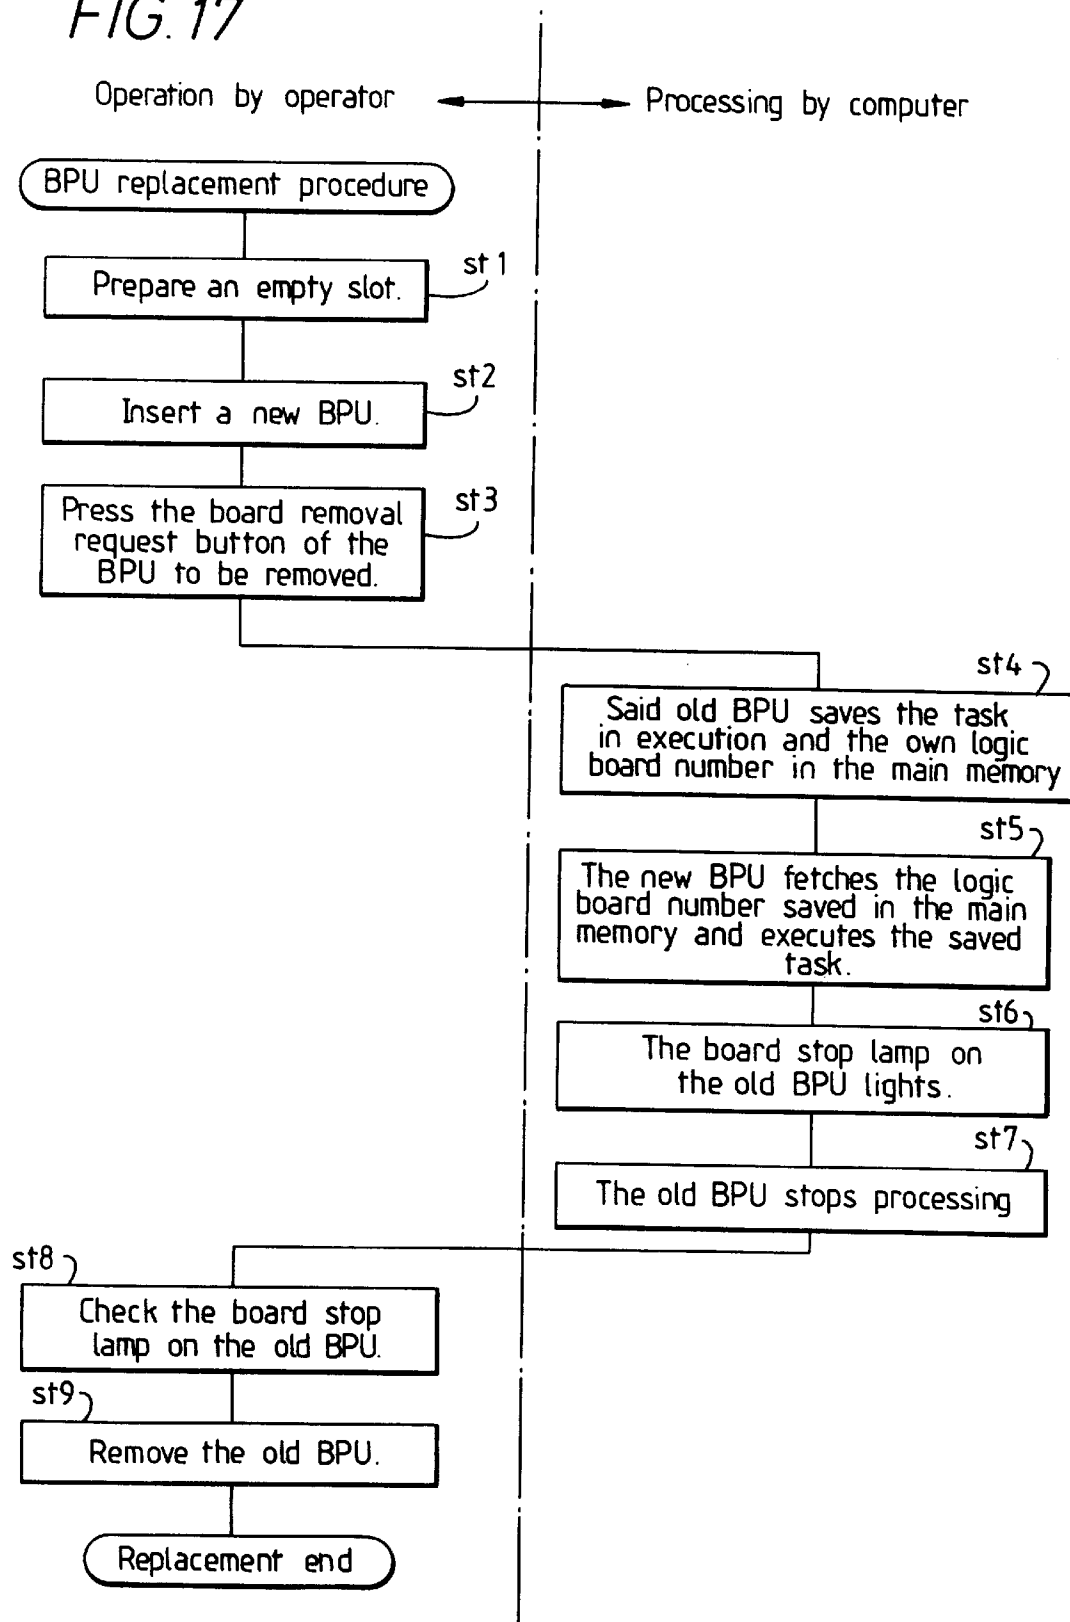 FIG. 17
Operation by operator
Processing by computer
BPU replacement procedure
st1
Prepare an empty slot.
st2
Insert a new BPU.
st3
Press the board removal
request button of the
BPU to be removed.
st4
Said old BPU saves the task
in execution and the own logic
board number in the main memory
st5
The new BPU fetches the logic
board number saved in the main
memory and executes the saved
task.
st6
The board stop lamp on
the old BPU lights.
st7
The old BPU stops processing
st8
Check the board stop
lamp on the old BPU.
st9
Remove the old BPU.
Replacement end